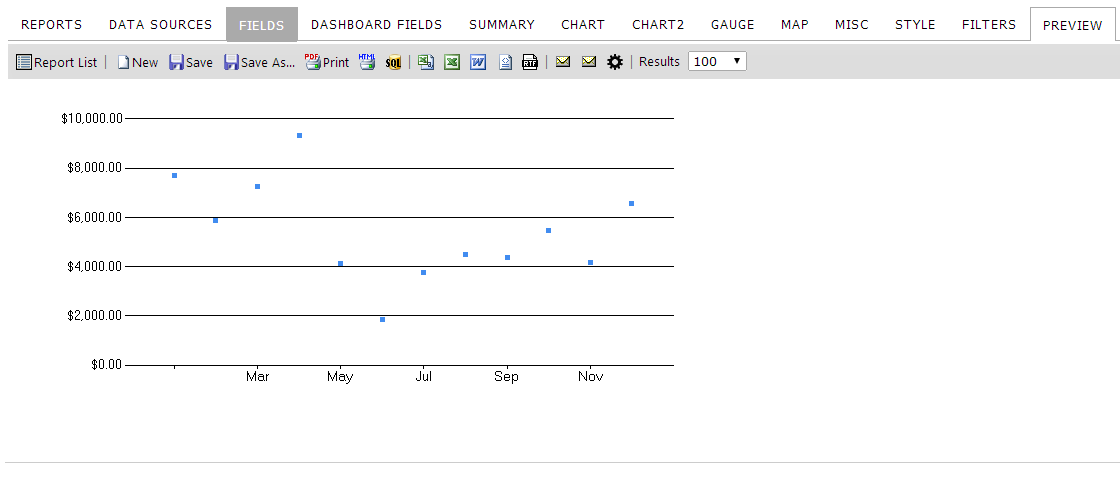 REPORTS DATA SOURCES FIELDS DASHBOARD FIELDS SUMMARY CHART CHART2 GAUGE MAP MISC STYLE FILTERS PREVIEW
Report List New Save Save As... PDF Print HTML SQL RTF Results 100
$10,000.00
$8,000.00
$6,000.00
$4,000.00
$2,000.00
$0.00
Mar May Jul Sep Nov